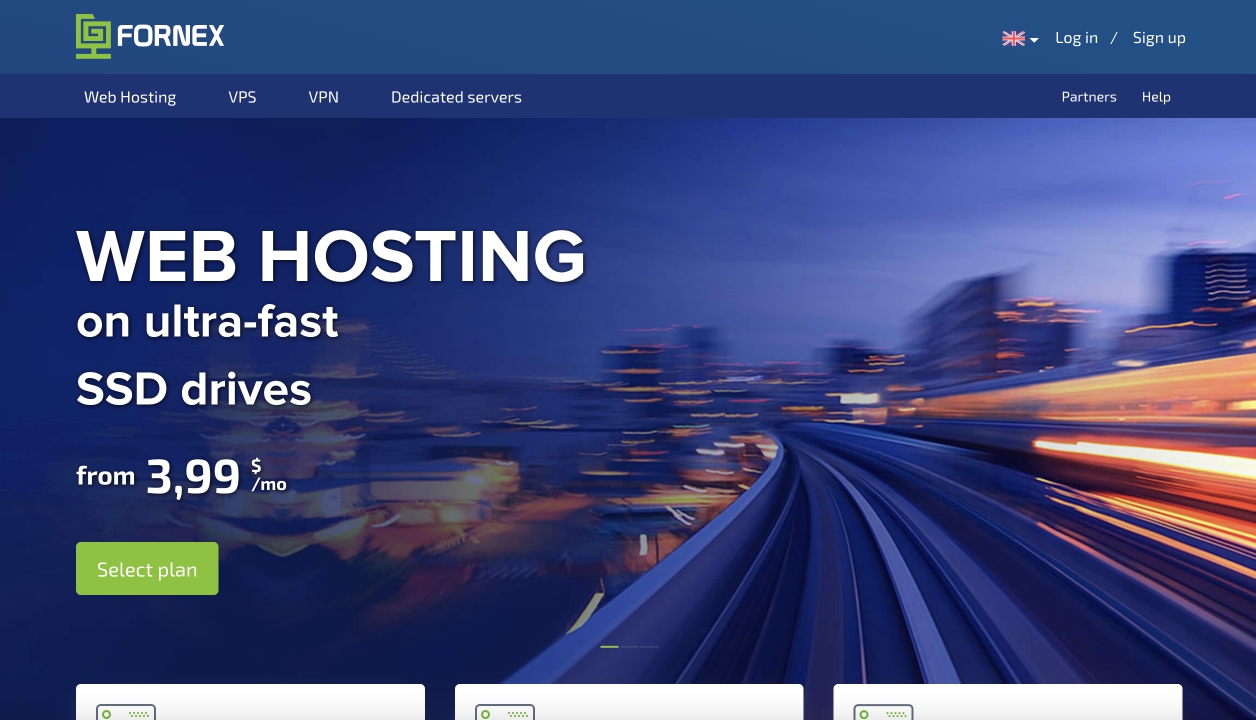 FORNEX
Log in / Sign up
Web Hosting VPS VPN Dedicated servers Partners Help
WEB HOSTING
on ultra-fast
SSD drives
from 3,99 $/mo
Select plan